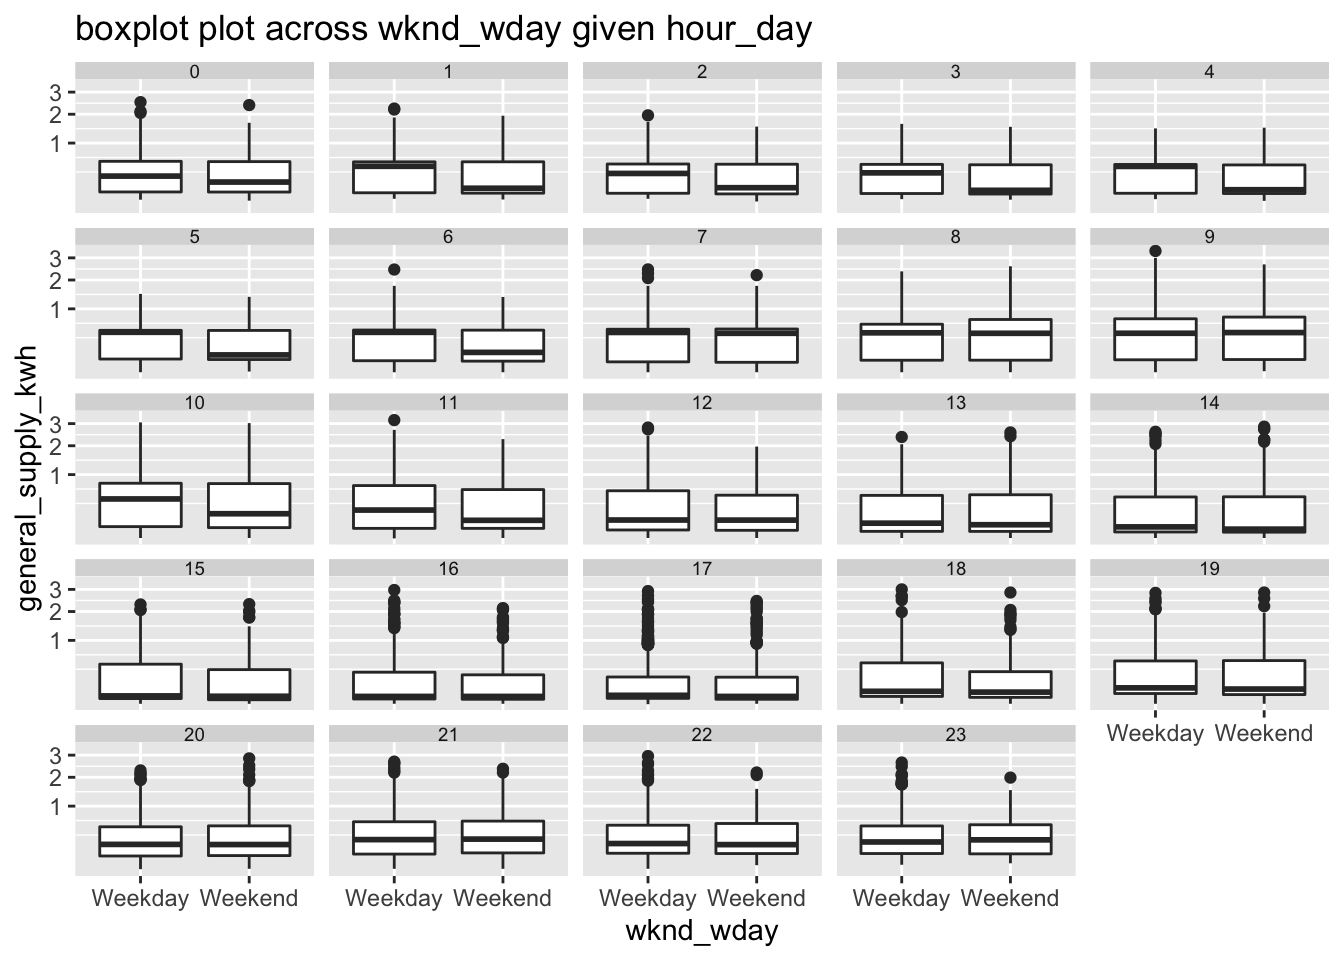 boxplot plot across wknd_wday given hour_day
0 1 2 3 4
3
2
1
5 6 7 8 9
3
2
1
10 11 12 13 14
3
2
1
15 16 17 18 19
3
2
1
Weekday Weekend
20 21 22 23
3
2
1
Weekday Weekend Weekday Weekend Weekday Weekend Weekday Weekend
wknd_wday
general_supply_kwh